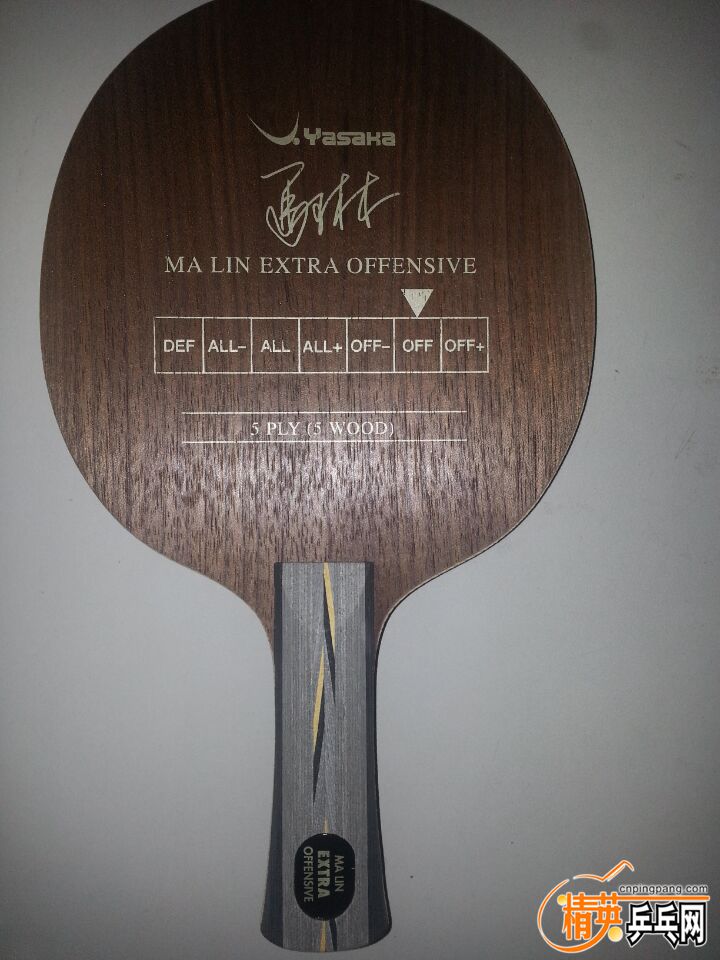 Yasaka
马林
MA LIN EXTRA OFFENSIVE
DEF ALL- ALL ALL+ OFF- OFF OFF+
5 PLY (5 WOOD)
MA LIN
EXTRA
OFFENSIVE
cnpingpang.com
精英乒乓网